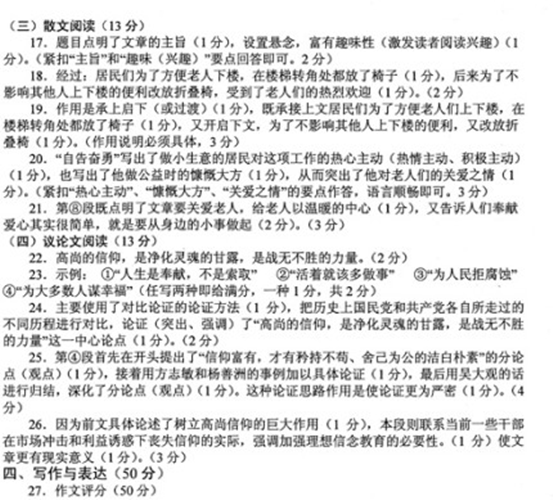 （三）散文阅读（13 分）
17．题目点明了文章的主旨（1 分），设置悬念，富有趣味性（激发读者阅读兴趣）（1
分）。（紧扣“主旨”和“趣味（兴趣）”要点回答即可。2 分）
18．经过：居民们为了方便老人下楼，在楼梯转角处都放了椅子（1 分），后来为了不
影响其他人上下楼的便利改放折叠椅，受到了老人们的热烈欢迎（1 分）。（2 分）
19．作用是承上启下（或过渡）（1 分），既承接上文居民们为了方便老人们上下楼，在
楼梯转角处都放了椅子（1 分），又开启下文，为了不影响其他人上下楼的便利，又改放折
叠椅（1 分）。（作用说明必须具体，3 分）
20．“自告奋勇”写出了做小生意的居民对这项工作的热心主动（热情主动、积极主动）
（1 分），也写出了他做公益时的慷慨大方（1 分），从而突出了他对老人们的关爱之情（1
分）。（紧扣“热心主动”、“慷慨大方”、“关爱之情”的要点作答，语言顺畅即可。3 分）
21．第⑧段既点明了文章要关爱老人，给老人以温暖的中心（1 分），又告诉人们奉献
爱心其实很简单，就是要从身边的小事做起（2 分）。（3 分）
（四）议论文阅读（13 分）
22．高尚的信仰，是净化灵魂的甘露，是战无不胜的力量。（2 分）
23．示例： ①“人生是奉献，不是索取” ②“活着就该多做事” ③“为人民拒腐蚀”
④“为大多数人谋幸福”（任写两种即给满分，一种 1 分，共 2 分）
24．主要使用了对比论证的论证方法（1 分），把历史上国民党和共产党各自所走过的
不同历程进行对比，论证（突出、强调）了“高尚的信仰，是净化灵魂的甘露，是战无不胜
的力量”这一中心论点（1 分）。（2 分）
25．第④段首先在开头提出了“信仰富有，才有矜持不苟、舍己为公的洁白朴素”的分论
点（观点）（1 分），接着用方志敏和杨善洲的事例加以具体论证（1 分），最后用吴大观的话
进行归结，深化了分论点（观点）（1 分）。这种论证思路作用是使论证更为严密（1 分）。（4
分）
26．因为前文具体论述了树立高尚信仰的巨大作用（1 分），本段则联系当前一些干部
在市场冲击和利益诱惑下丧失信仰的实际，强调加强理想信念教育的必要性。（1 分）使文
章更有现实意义（1 分）。（3 分）
四、写作与表达（50 分）
27．作文评分（50 分）